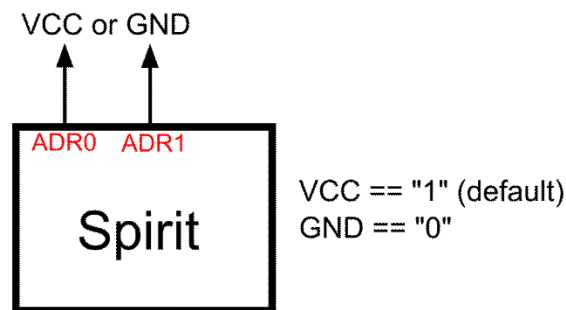 VCC or GND
ADR0 ADR1
Spirit
VCC == "1" (default)
GND == "0"